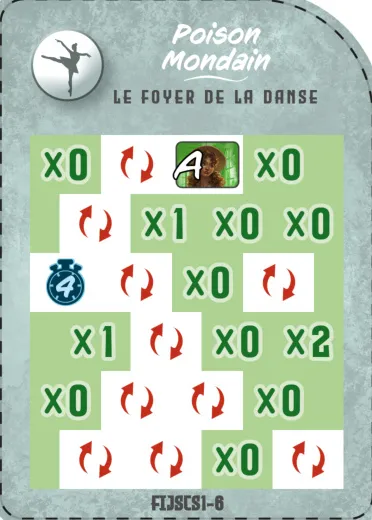 Poison
Mondain
LE FOYER DE LA DANSE
x0 A x0
x1 x0 x0
4 x0
x1 x0 x2
x0 x0
x0
FIJSCS1-6